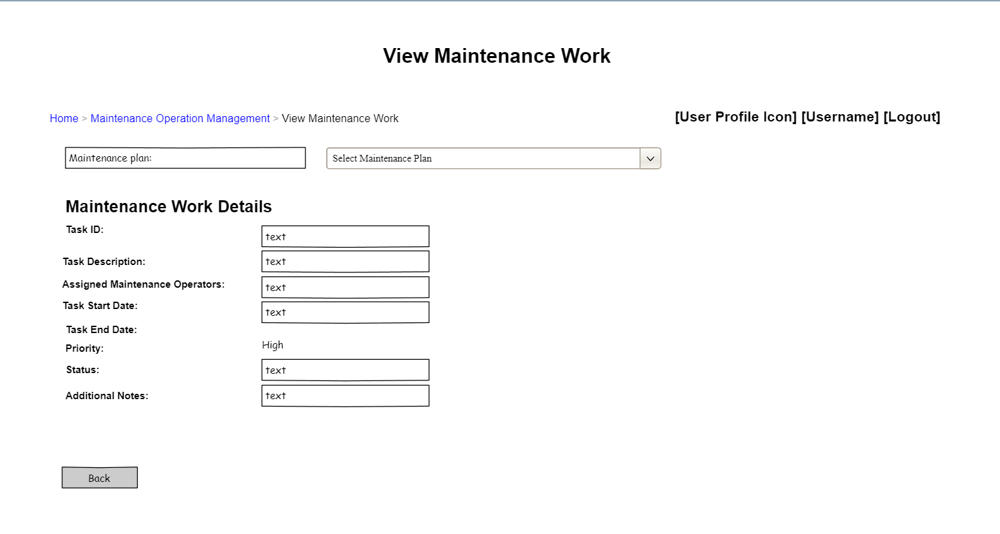 View Maintenance Work
Home > Maintenance Operation Management > View Maintenance Work
[User Profile Icon] [Username] [Logout]
Maintenance plan:
Select Maintenance Plan
Maintenance Work Details
Task ID:
text
Task Description:
text
Assigned Maintenance Operators:
text
Task Start Date:
text
Task End Date:
Priority:
High
Status:
text
Additional Notes:
text
Back